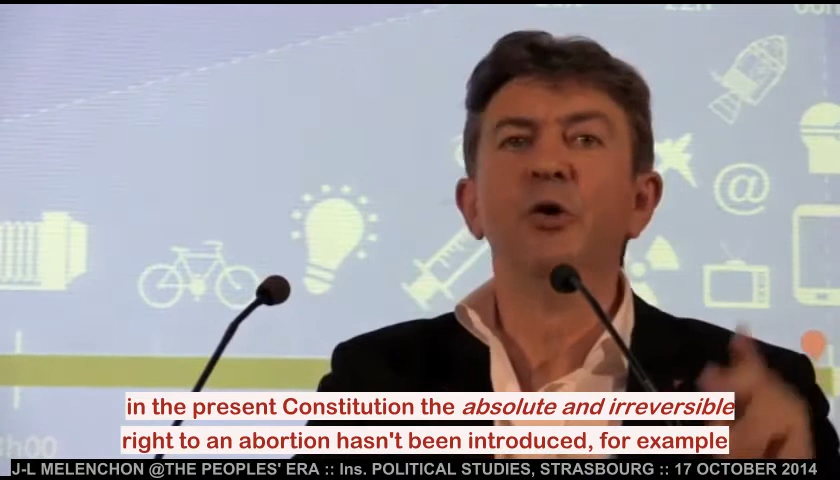 in the present Constitution the absolute and irreversible
right to an abortion hasn't been introduced, for example
J-L MELENCHON @THE PEOPLES' ERA :: Ins. POLITICAL STUDIES, STRASBOURG :: 17 OCTOBER 2014